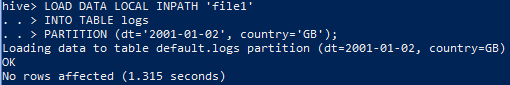 hive> LOAD DATA LOCAL INPATH 'file1'
. . > INTO TABLE logs
. . > PARTITION (dt='2001-01-02', country='GB');
Loading data to table default.logs partition (dt=2001-01-02, country=GB)
OK
No rows affected (1.315 seconds)